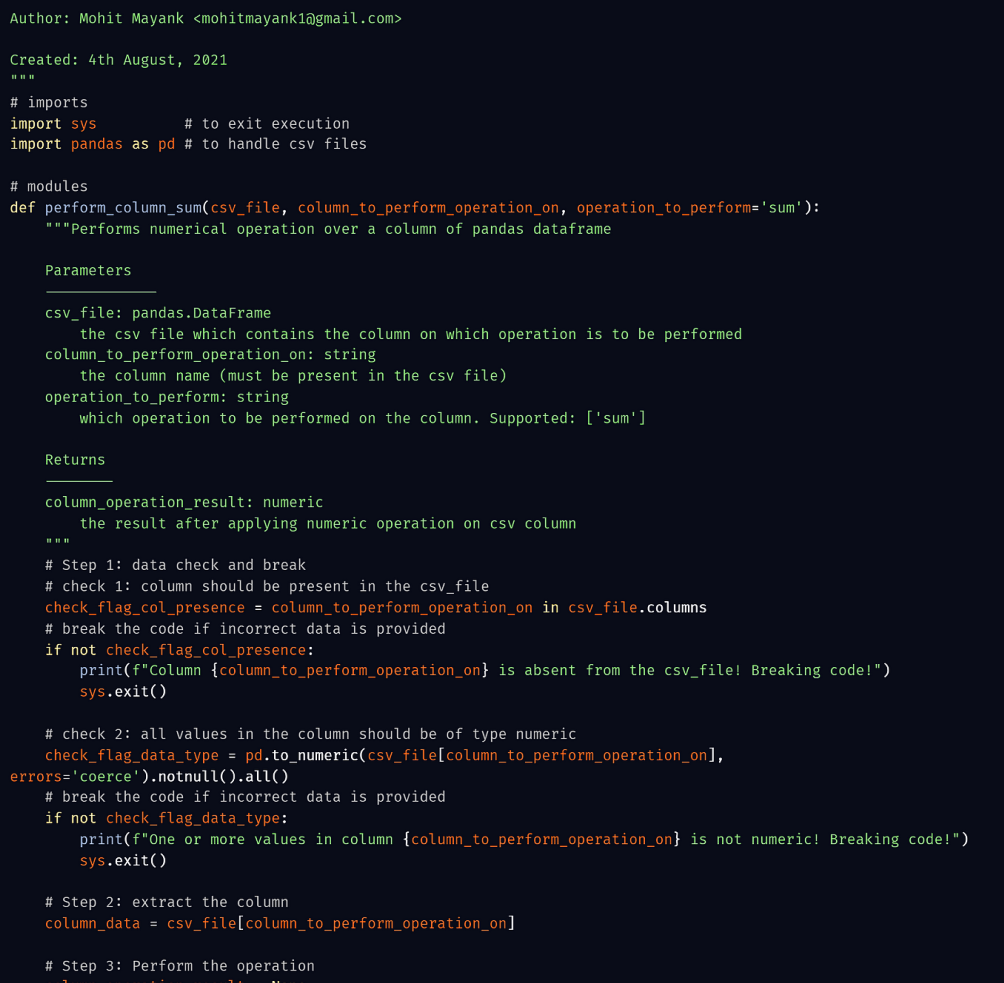 Author: Mohit Mayank <mohitmayank1@gmail.com>

Created: 4th August, 2021
"""
# imports
import sys          # to exit execution
import pandas as pd # to handle csv files

# modules
def perform_column_sum(csv_file, column_to_perform_operation_on, operation_to_perform='sum'):
    """Performs numerical operation over a column of pandas dataframe

    Parameters
    -------------
    csv_file: pandas.DataFrame
        the csv file which contains the column on which operation is to be performed
    column_to_perform_operation_on: string
        the column name (must be present in the csv file)
    operation_to_perform: string
        which operation to be performed on the column. Supported: ['sum']

    Returns
    --------
    column_operation_result: numeric
        the result after applying numeric operation on csv column
    """
    # Step 1: data check and break
    # check 1: column should be present in the csv_file
    check_flag_col_presence = column_to_perform_operation_on in csv_file.columns
    # break the code if incorrect data is provided
    if not check_flag_col_presence:
        print(f"Column {column_to_perform_operation_on} is absent from the csv_file! Breaking code!")
        sys.exit()

    # check 2: all values in the column should be of type numeric
    check_flag_data_type = pd.to_numeric(csv_file[column_to_perform_operation_on],
errors='coerce').notnull().all()
    # break the code if incorrect data is provided
    if not check_flag_data_type:
        print(f"One or more values in column {column_to_perform_operation_on} is not numeric! Breaking code!")
        sys.exit()

    # Step 2: extract the column
    column_data = csv_file[column_to_perform_operation_on]

    # Step 3: Perform the operation